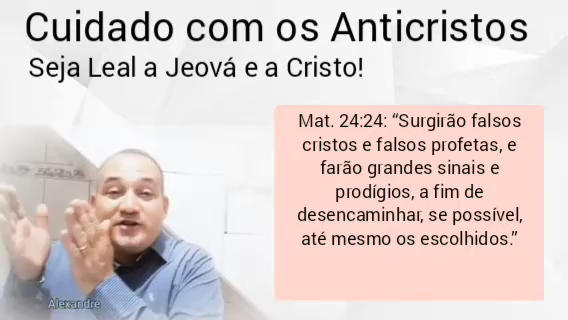 Cuidado com os Anticristos
Seja Leal a Jeová e a Cristo!
Mat. 24:24: “Surgirão falsos
cristos e falsos profetas, e
farão grandes sinais e
prodígios, a fim de
desencaminhar, se possível,
até mesmo os escolhidos.”
Alexandre